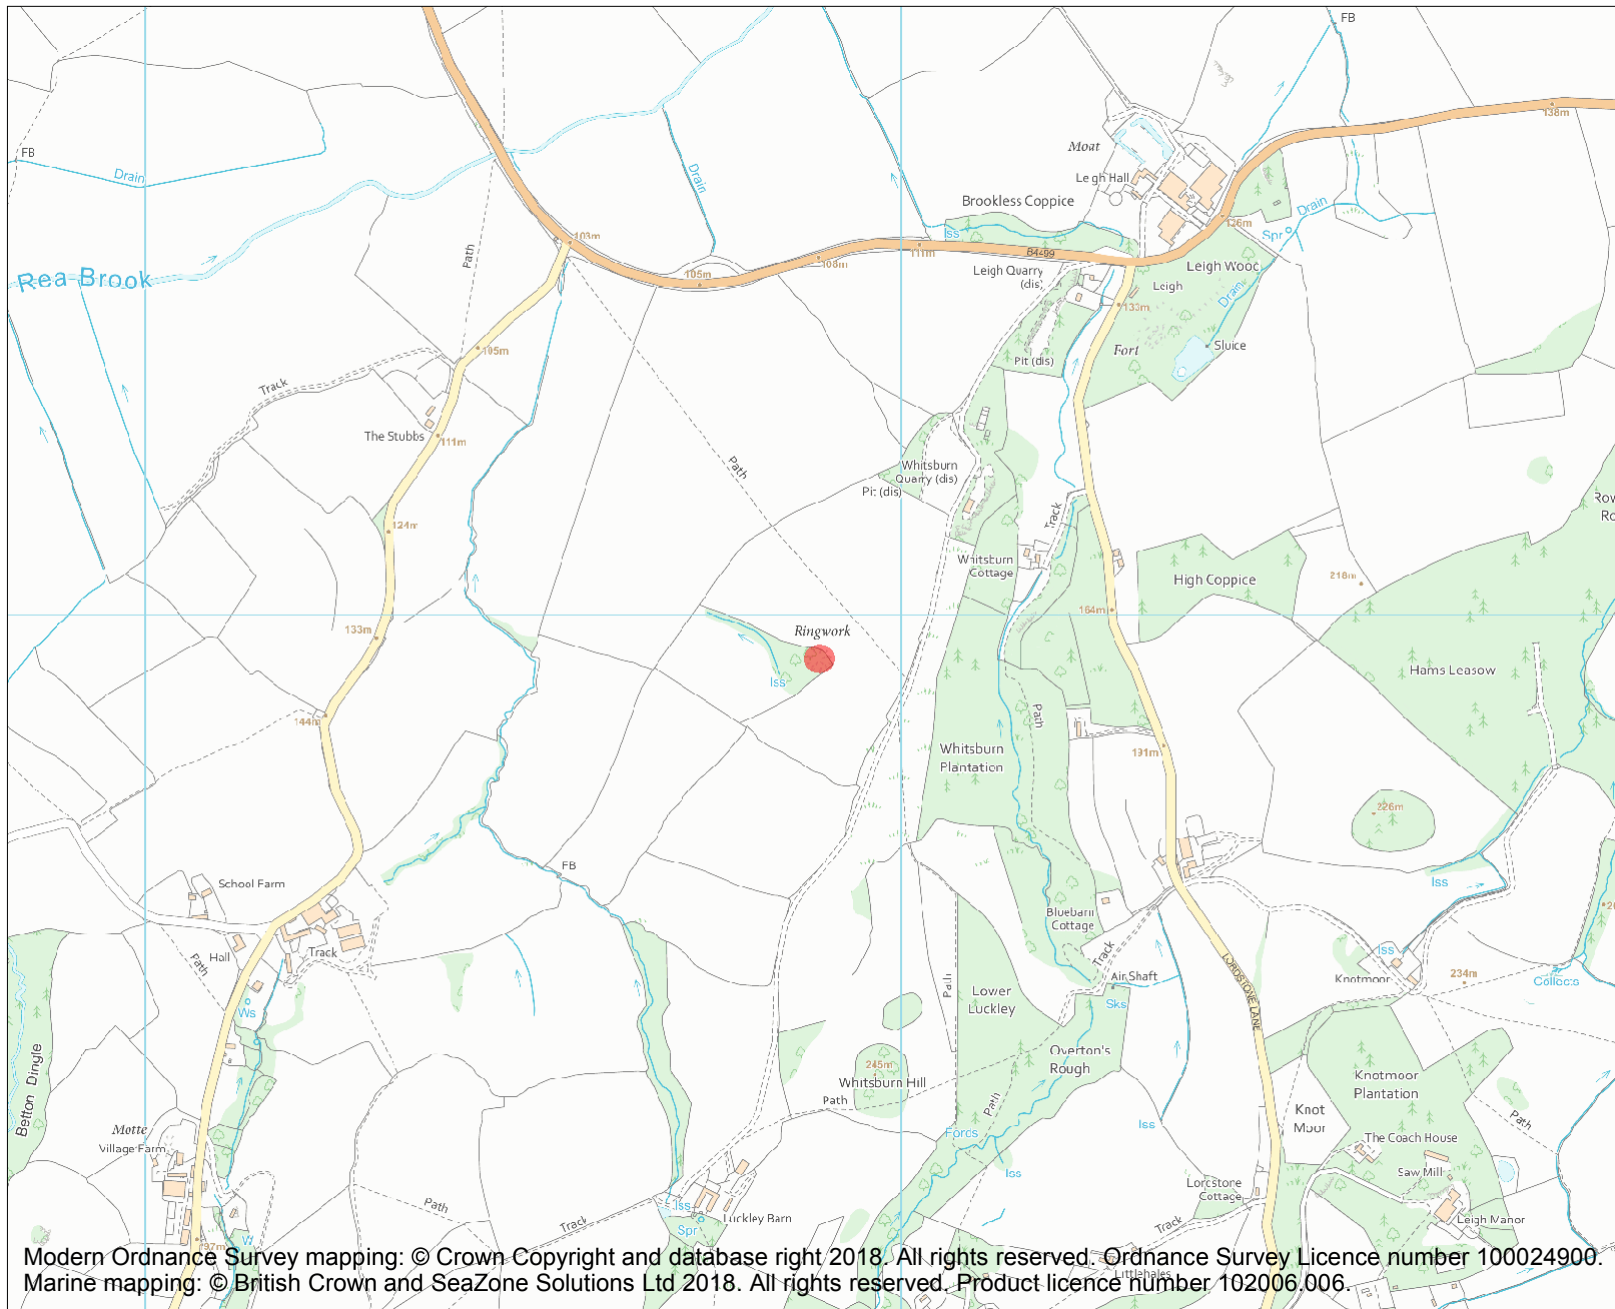 FB
138m
FB
Drain
Moat
Leigh Hall
Brookless Coppice
Drain
Drain
126m
Spr
Iss
103m
Path
111m
B4499
108m
105m
Leigh Quarry
(dis)
Leigh Wood
Leigh
Drain
Rea Brook
133m
Sluice
Fort
Pit (dis)
105m
Track
The Stubbs
111m
Path
Whitsburn
Quarry (dis)
Pit (dis)
Track
124m
Whitsburn
Cottage
High Coppice
218m
164m
133m
Ringwork
Iss
Hams Leasow
144m
Path
191m
Whitsburn
Plantation
226m
FB
School Farm
Iss
Bluebarn
Cottage
Track
Hall
Path
Track
Air Shaft
Sks
LORDSTONE LANE
Iss
Knotmoor
234m
Collects
Path
Lower
Luckley
Ws
Betton Dingle
Overton's
Rough
245m
Whitsburn Hill
Path
Path
Knotmoor
Plantation
Knot
Moor
Path
Motte
Village Farm
Fords
Iss
Iss
The Coach House
Saw Mill
Lordstone
Cottage
Leigh Manor
Path
Iss
Spr
Luckley Barn
Track
Track
W
Littlehales
Modern Ordnance Survey mapping: © Crown Copyright and database right 2018. All rights reserved. Ordnance Survey Licence number 100024900.
Marine mapping: © British Crown and SeaZone Solutions Ltd 2018. All rights reserved. Product licence number 102006.006.